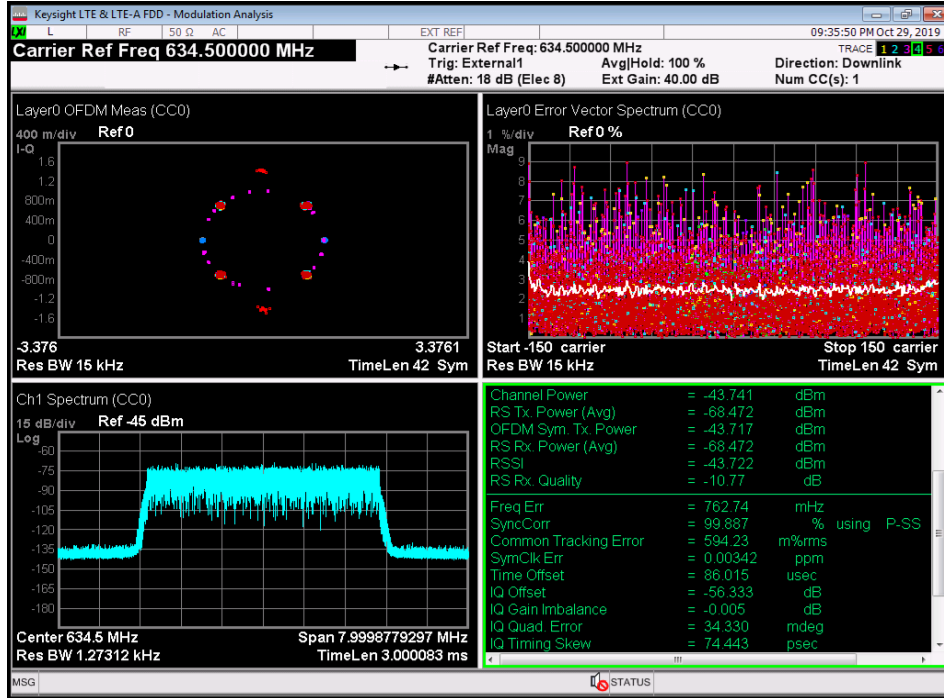 Keysight LTE & LTE-A FDD - Modulation Analysis
LXI L RF 50 Ω AC EXT REF 09:35:50 PM Oct 29, 2019
Carrier Ref Freq 634.500000 MHz
Carrier Ref Freq: 634.500000 MHz
Trig: External1 Avg|Hold: 100 %
#Atten: 18 dB (Elec 8) Ext Gain: 40.00 dB
TRACE 1 2 3 4 5 6
Direction: Downlink
Num CC(s): 1
Layer0 OFDM Meas (CC0)
400 m/div Ref 0
I-Q
1.6
1.2
800m
400m
0
-400m
-800m
-1.2
-1.6
-3.376 3.3761
Res BW 15 kHz TimeLen 42 Sym
Layer0 Error Vector Spectrum (CC0)
1 %/div Ref 0 %
Mag
9
8
7
6
5
4
3
2
1
Start -150 carrier Stop 150 carrier
Res BW 15 kHz TimeLen 42 Sym
Ch1 Spectrum (CC0)
15 dB/div Ref -45 dBm
Log
-60
-75
-90
-105
-120
-135
-150
-165
-180
Center 634.5 MHz Span 7.9998779297 MHz
Res BW 1.27312 kHz TimeLen 3.000083 ms
Channel Power = -43.741 dBm
RS Tx. Power (Avg) = -68.472 dBm
OFDM Sym. Tx. Power = -43.717 dBm
RS Rx. Power (Avg) = -68.472 dBm
RSSI = -43.722 dBm
RS Rx. Quality = -10.77 dB
Freq Err = 762.74 mHz
SyncCorr = 99.887 % using P-SS
Common Tracking Error = 594.23 m%rms
SymClk Err = 0.00342 ppm
Time Offset = 86.015 usec
IQ Offset = -56.333 dB
IQ Gain Imbalance = -0.005 dB
IQ Quad. Error = 34.330 mdeg
IQ Timing Skew = 74.443 psec
MSG STATUS